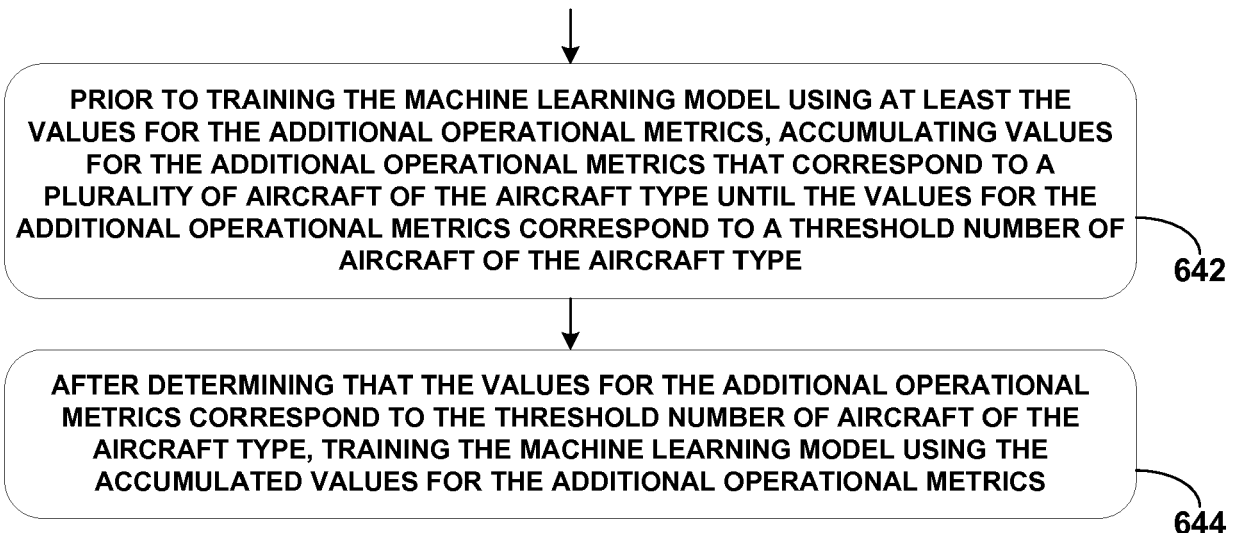 PRIOR TO TRAINING THE MACHINE LEARNING MODEL USING AT LEAST THE
VALUES FOR THE ADDITIONAL OPERATIONAL METRICS, ACCUMULATING VALUES
FOR THE ADDITIONAL OPERATIONAL METRICS THAT CORRESPOND TO A
PLURALITY OF AIRCRAFT OF THE AIRCRAFT TYPE UNTIL THE VALUES FOR THE
ADDITIONAL OPERATIONAL METRICS CORRESPOND TO A THRESHOLD NUMBER OF
AIRCRAFT OF THE AIRCRAFT TYPE
642
AFTER DETERMINING THAT THE VALUES FOR THE ADDITIONAL OPERATIONAL
METRICS CORRESPOND TO THE THRESHOLD NUMBER OF AIRCRAFT OF THE
AIRCRAFT TYPE, TRAINING THE MACHINE LEARNING MODEL USING THE
ACCUMULATED VALUES FOR THE ADDITIONAL OPERATIONAL METRICS
644